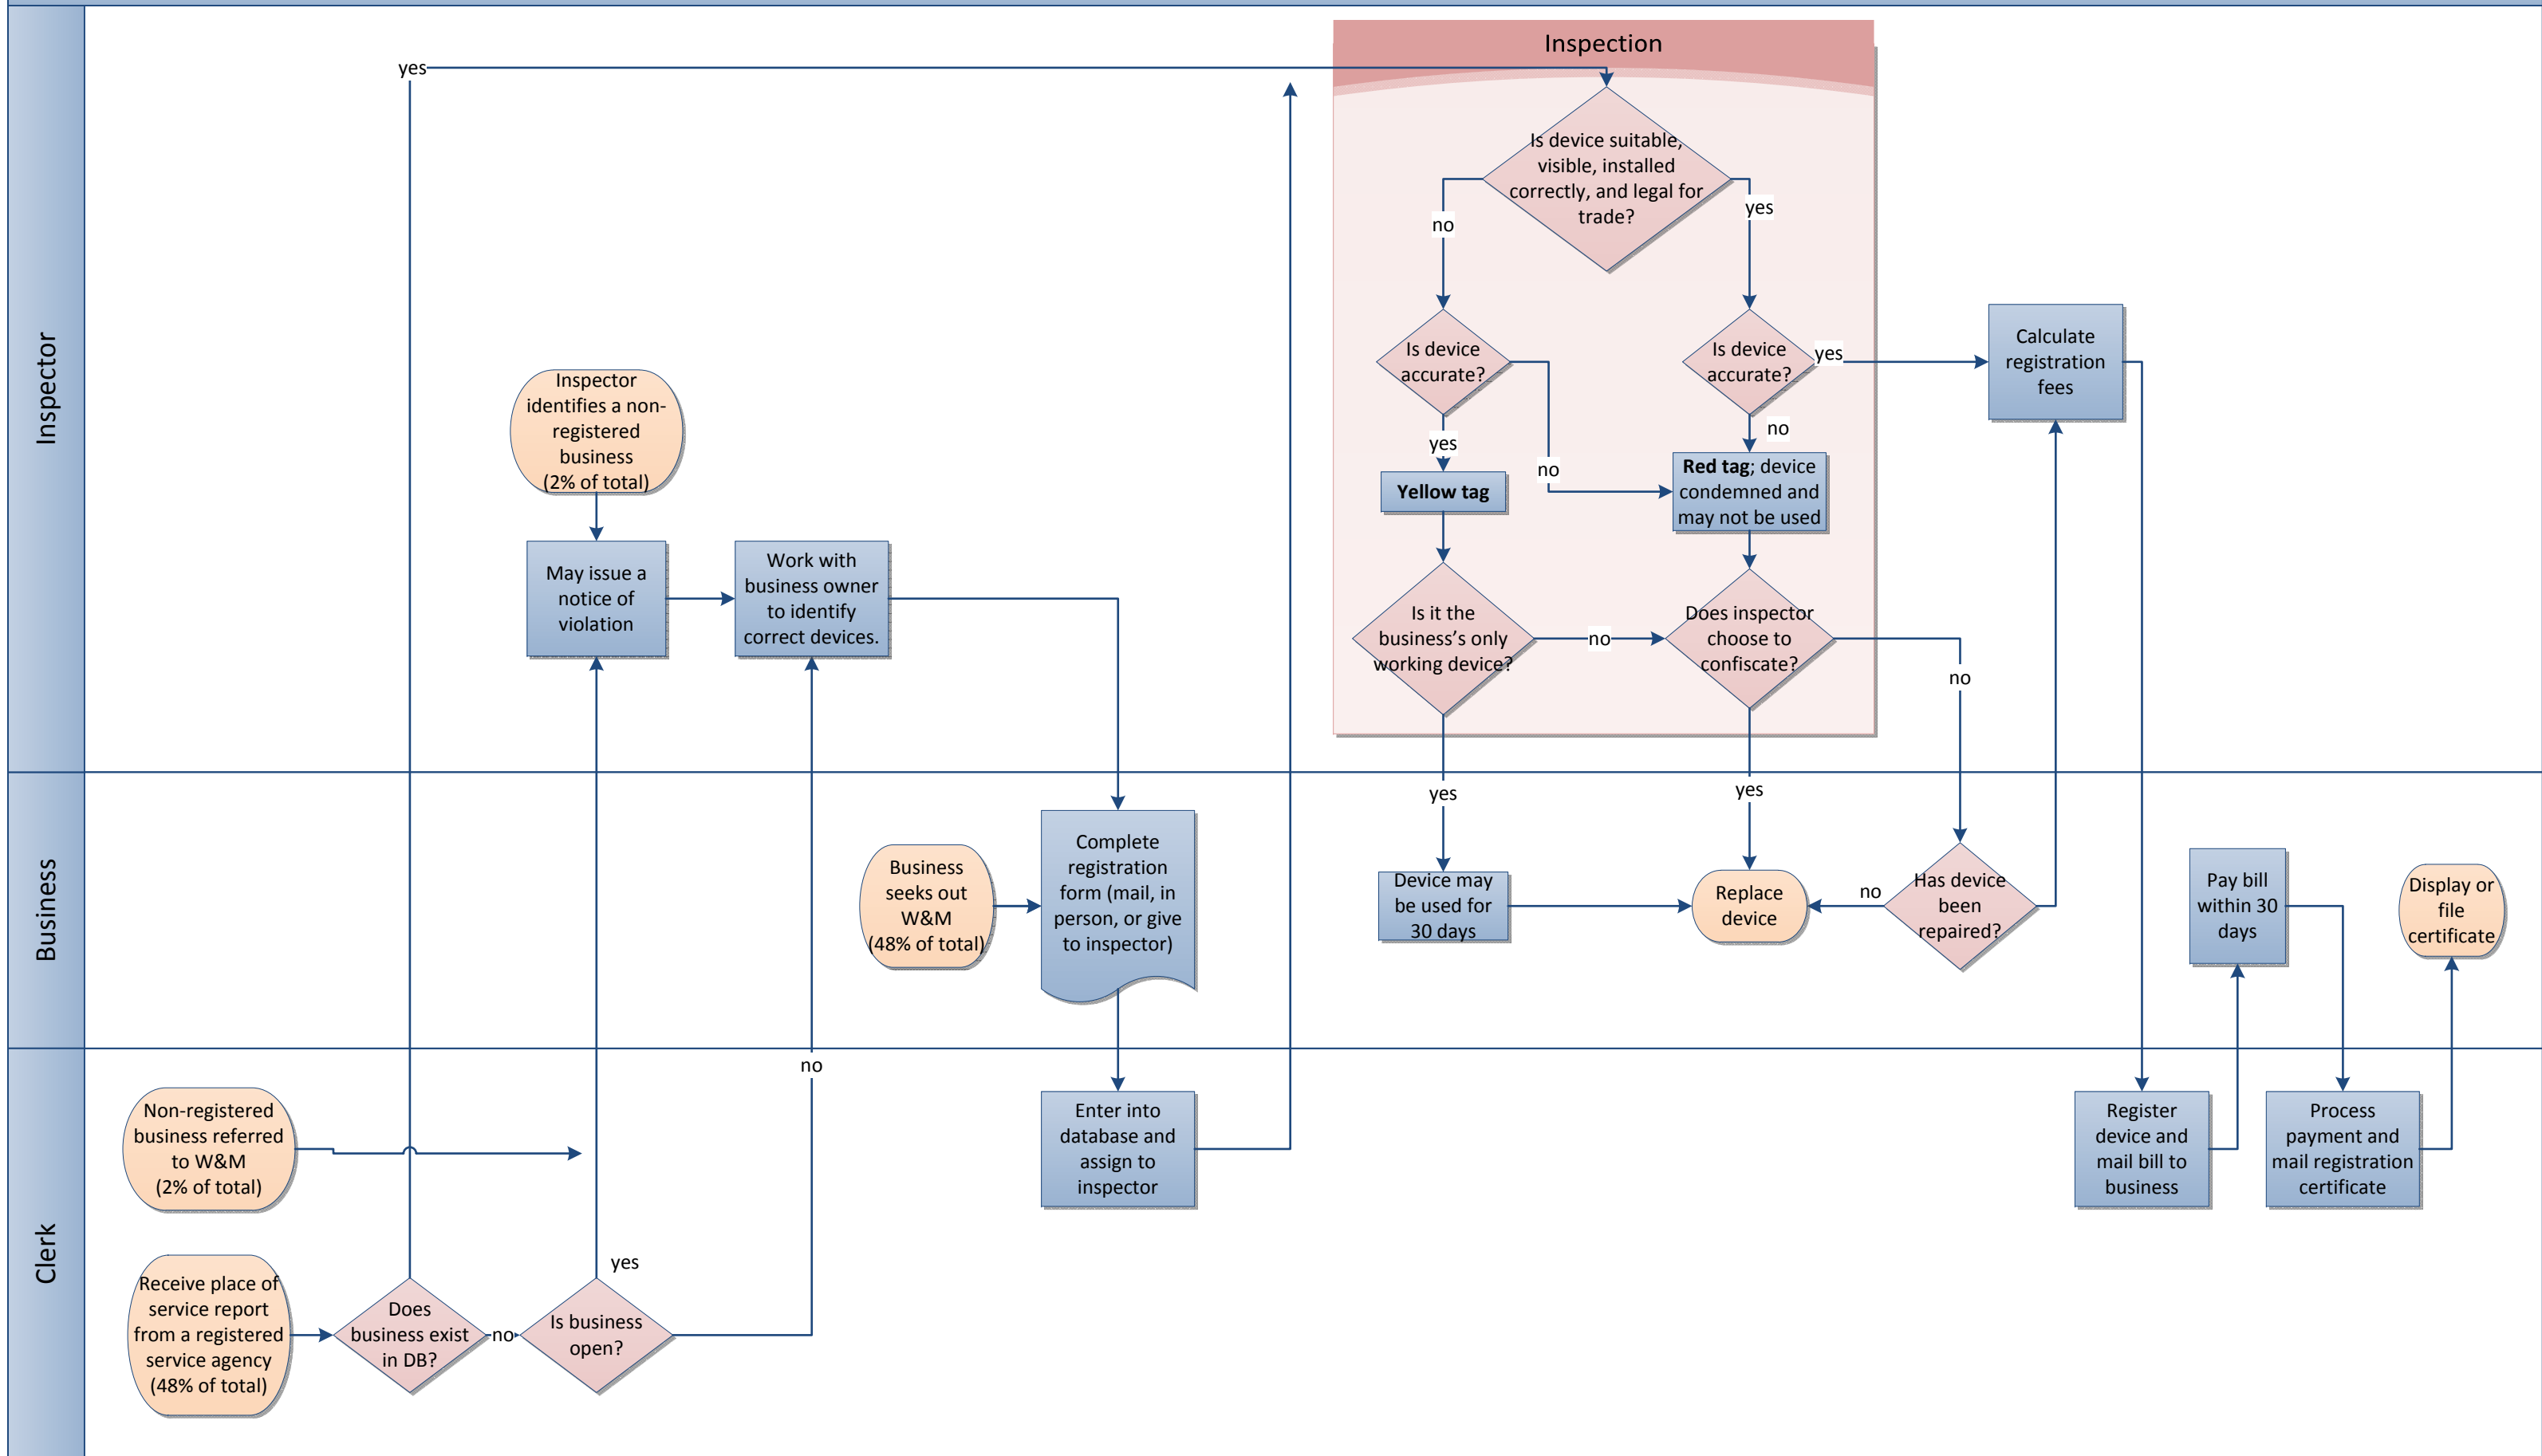 Inspector
Inspection
yes
Is device suitable,
visible, installed
correctly, and legal for
trade?
no
yes
Is device
accurate?
Is device
accurate?
yes
Calculate
registration
fees
Inspector
identifies a non-
registered
business
(2% of total)
yes
no
no
Yellow tag
Red tag; device
condemned and
may not be used
May issue a
notice of
violation
Work with
business owner
to identify
correct devices.
Is it the
business’s only
working device?
no
Does inspector
choose to
confiscate?
no
Business
yes
yes
Business
seeks out
W&M
(48% of total)
Complete
registration
form (mail, in
person, or give
to inspector)
Device may
be used for
30 days
Replace
device
no
Has device
been
repaired?
Pay bill
within 30
days
Display or
file
certificate
Clerk
no
Non-registered
business referred
to W&M
(2% of total)
Enter into
database and
assign to
inspector
Register
device and
mail bill to
business
Process
payment and
mail registration
certificate
Receive place of
service report
from a registered
service agency
(48% of total)
Does
business exist
in DB?
no
yes
Is business
open?